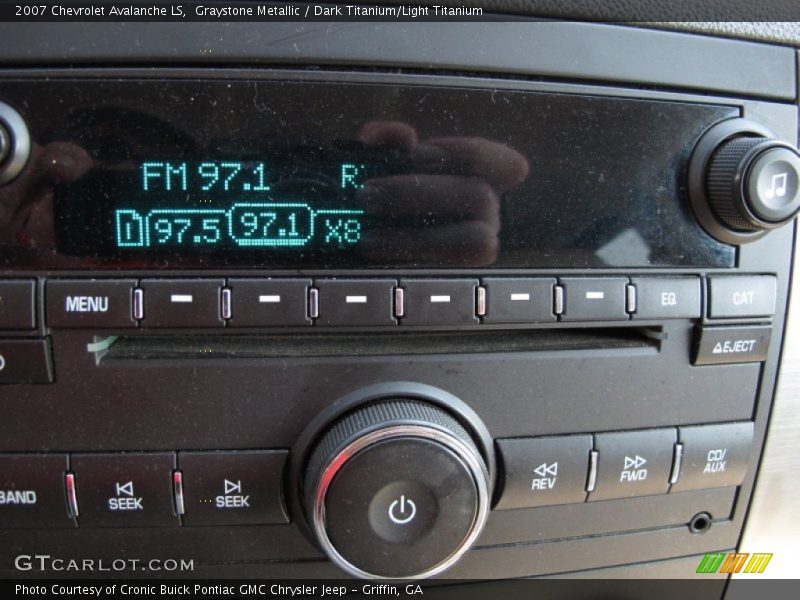 2007 Chevrolet Avalanche LS, Graystone Metallic / Dark Titanium/Light Titanium
FM 97.1
1 97.5 97.1
MENU
EQ
CAT
EJECT
BAND
SEEK
SEEK
REV
FWD
CD/
AUX
GTCARLOT.COM
Photo Courtesy of Cronic Buick Pontiac GMC Chrysler Jeep - Griffin, GA